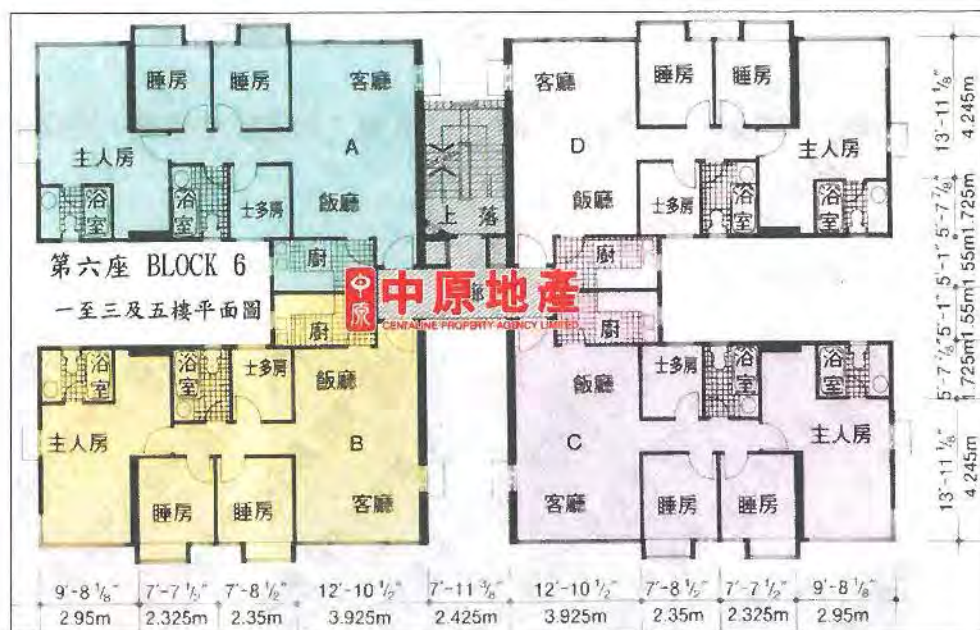 睡房 睡房 客廳
客廳 睡房 睡房
主人房 A
D 主人房
浴室 浴室 士多房 飯廳
上 落
飯廳 士多房 浴室 浴室
廚
廚
第六座 BLOCK 6
一至三及五樓平面圖
中原
中原地產
CENTALINE PROPERTY AGENCY LIMITED
廚
廚
浴室 浴室 士多房 飯廳
飯廳 士多房 浴室 浴室
主人房 B
C 主人房
睡房 睡房 客廳
客廳 睡房 睡房
13'-11 1/8" 5'-7 7/8" 5'-1" 5'-1" 5'-7 7/8" 13'-11 1/8"
4.245m 1.725m 1.55m 1.55m 1.725m 4.245m
9'-8 1/8" 7'-7 1/2" 7'-8 1/2" 12'-10 1/2" 7'-11 3/8" 12'-10 1/2" 7'-8 1/2" 7'-7 1/2" 9'-8 1/8"
2.95m 2.325m 2.35m 3.925m 2.425m 3.925m 2.35m 2.325m 2.95m